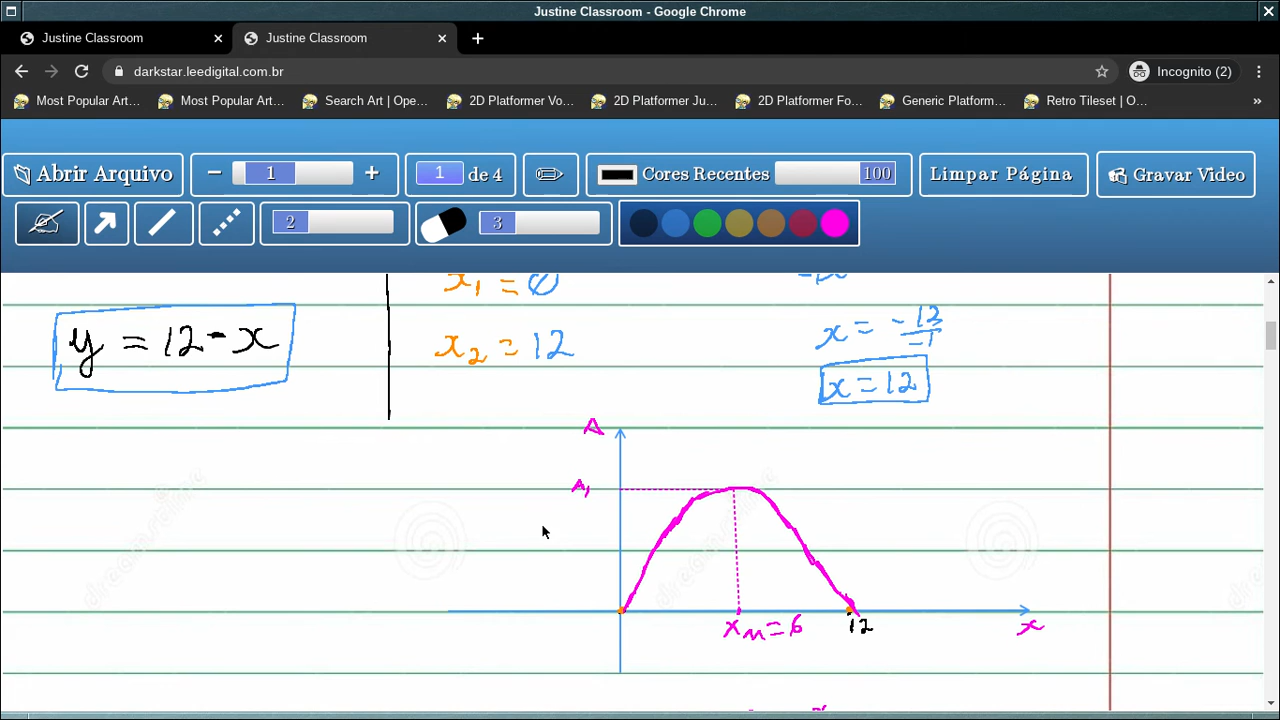 Justine Classroom - Google Chrome
Justine Classroom
Justine Classroom
darkstar.leedigital.com.br
Incognito (2)
Most Popular Art...
Most Popular Art...
Search Art | Ope...
2D Platformer Vo...
2D Platformer Ju...
2D Platformer Fo...
Generic Platform...
Retro Tileset | O...
»
Abrir Arquivo
− 1 +
1 de 4
Cores Recentes 100
Limpar Página
Gravar Video
2
3
x₁ = 0
y = 12 - x
x₂ = 12
x = -12/-1
x = 12
A
A₁
xₘ = 6
12
x
dreamstime
dreamstime